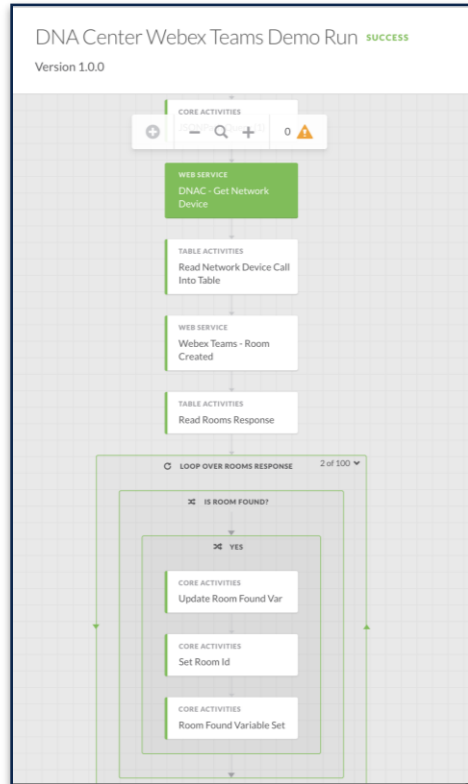 DNA Center Webex Teams Demo Run SUCCESS
Version 1.0.0
CORE ACTIVITIES
0
WEB SERVICE
DNAC - Get Network
Device
TABLE ACTIVITIES
Read Network Device Call
Into Table
WEB SERVICE
Webex Teams - Room
Created
TABLE ACTIVITIES
Read Rooms Response
LOOP OVER ROOMS RESPONSE 2 of 100
IS ROOM FOUND?
YES
CORE ACTIVITIES
Update Room Found Var
CORE ACTIVITIES
Set Room Id
CORE ACTIVITIES
Room Found Variable Set